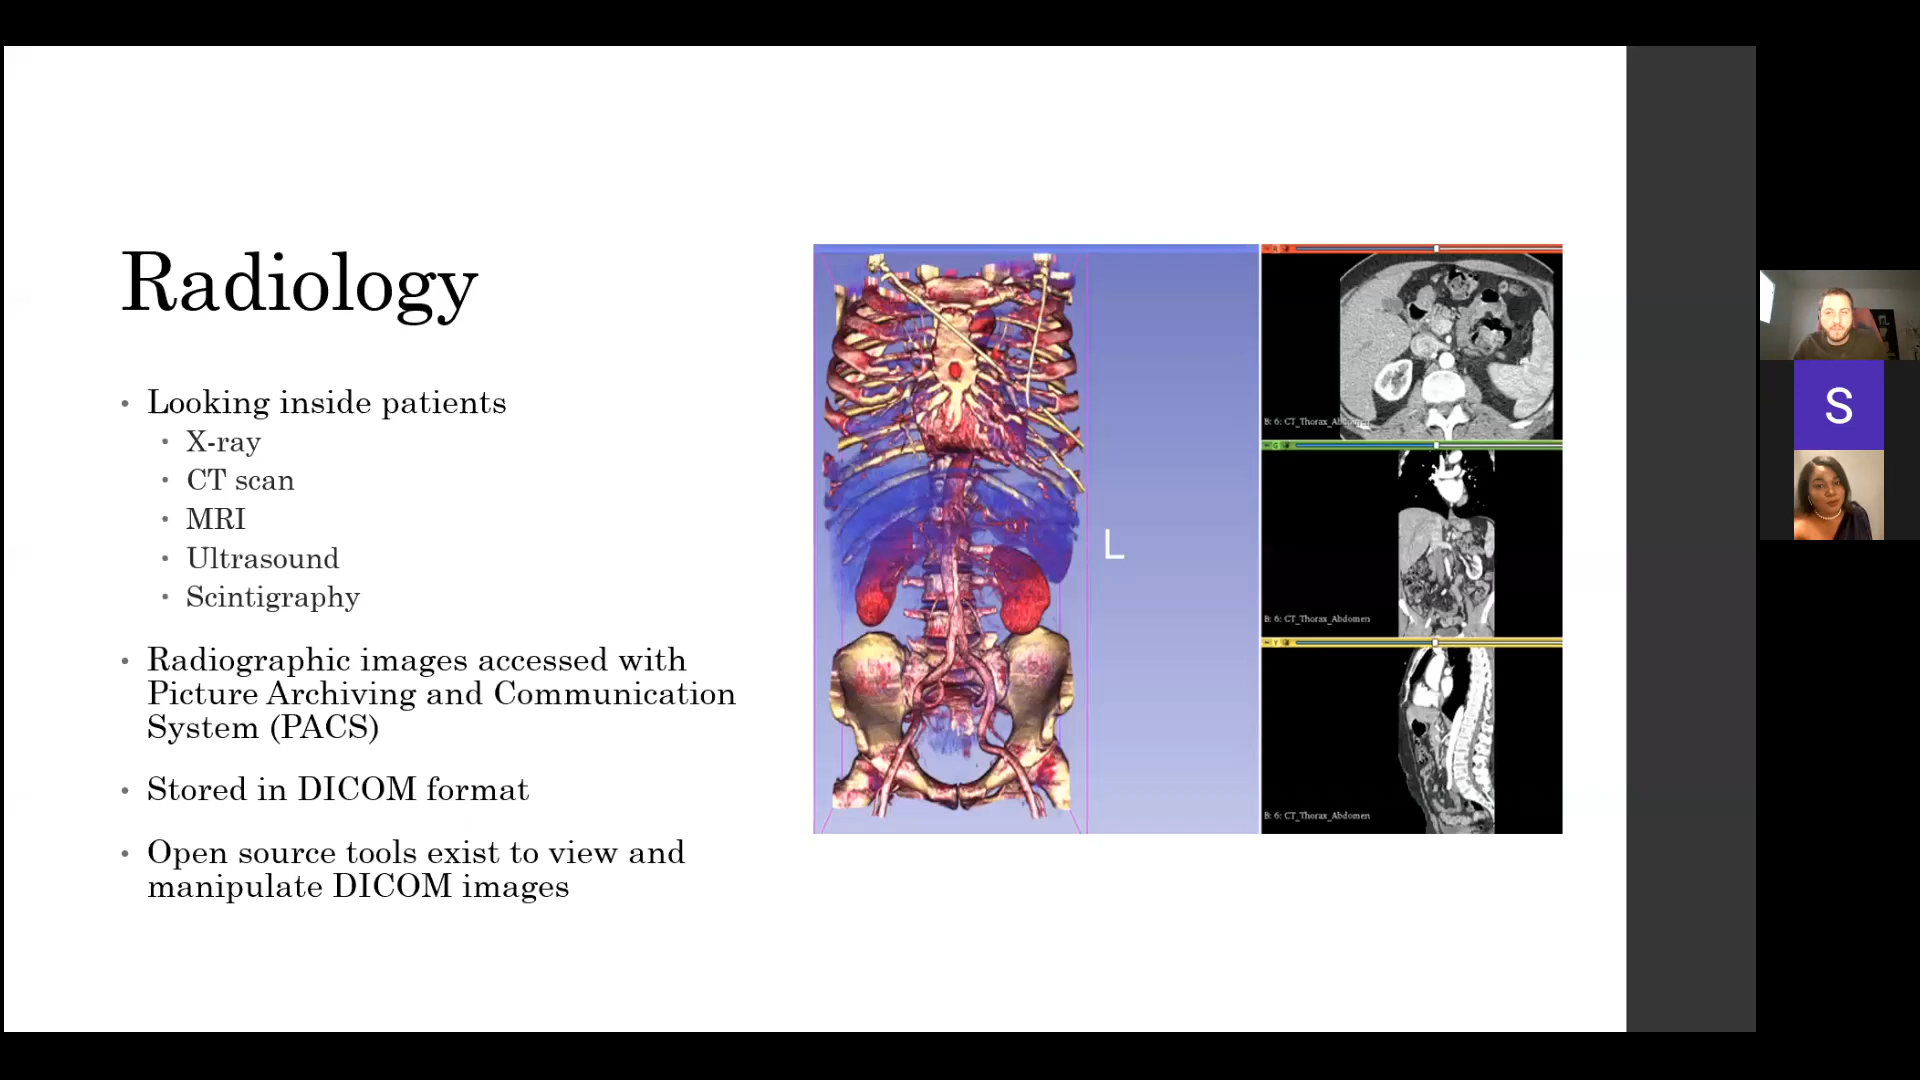 Radiology
Looking inside patients
X-ray
CT scan
MRI
Ultrasound
Scintigraphy
Radiographic images accessed with
Picture Archiving and Communication
System (PACS)
Stored in DICOM format
Open source tools exist to view and
manipulate DICOM images
L
R
B: 6: CT_Thorax_Abdomen
G
B: 6: CT_Thorax_Abdomen
Y
B: 6: CT_Thorax_Abdomen
S